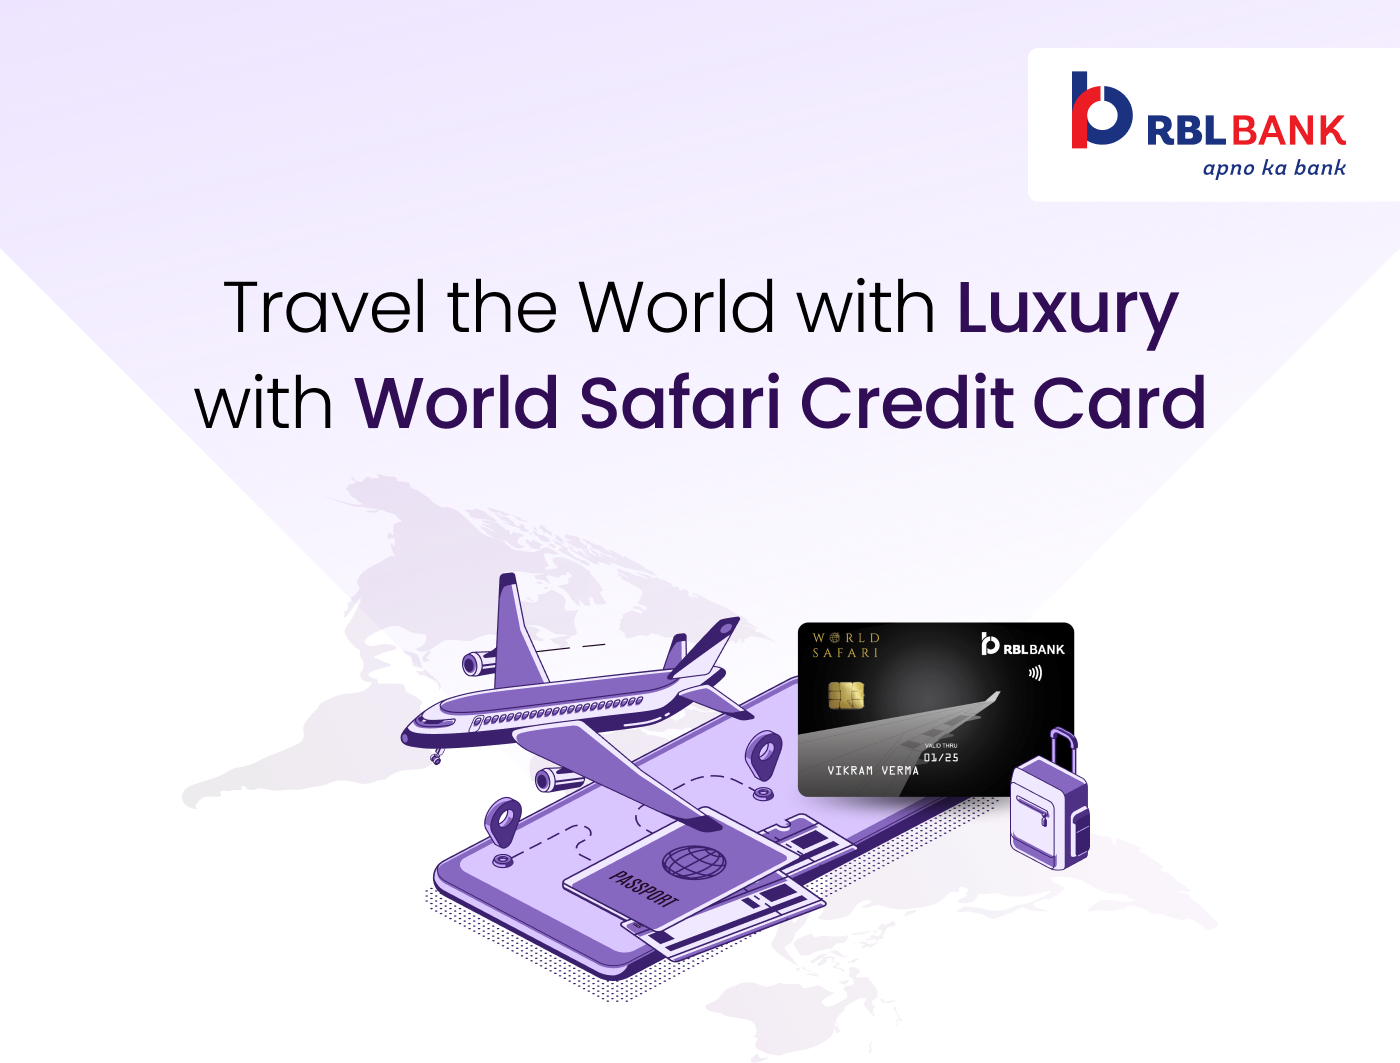 RBL BANK
apno ka bank
Travel the World with Luxury
with World Safari Credit Card
WORLD
SAFARI
RBL BANK
VALID THRU
01/25
VIKRAM VERMA
PASSPORT